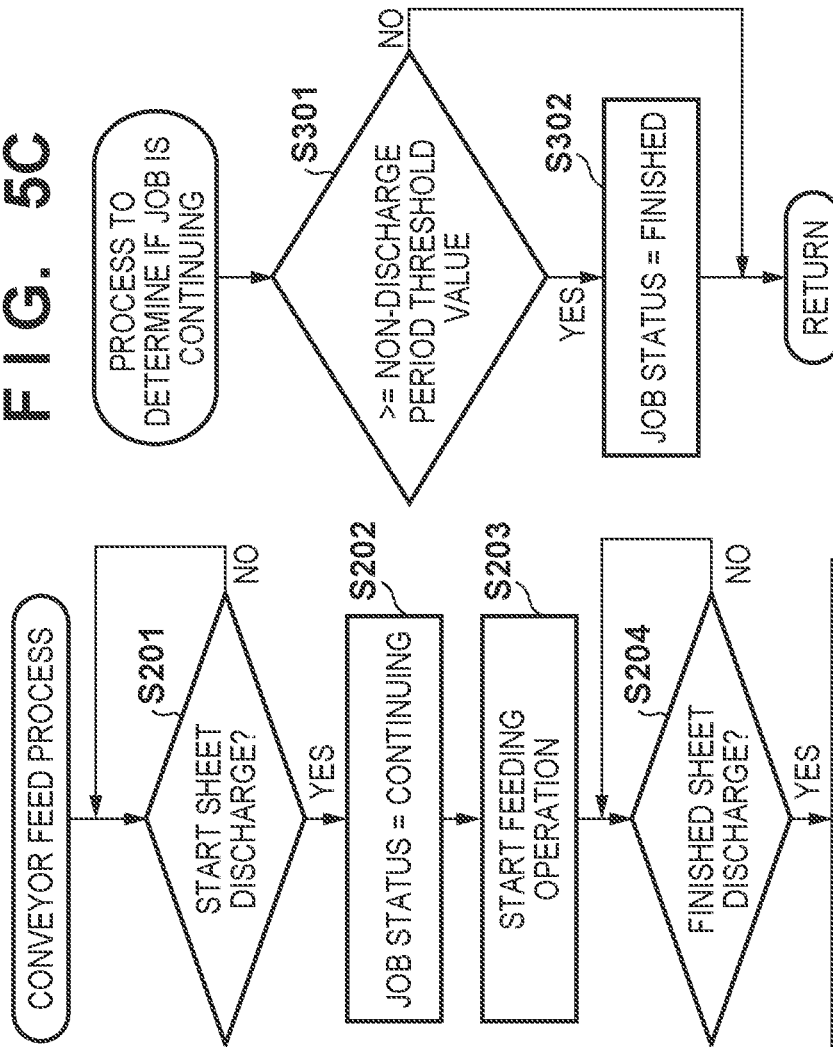 FIG. 5C
PROCESS TO
DETERMINE IF JOB IS
CONTINUING
S301
>= NON-DISCHARGE
PERIOD THRESHOLD
VALUE
NO
YES
S302
JOB STATUS = FINISHED
RETURN
CONVEYOR FEED PROCESS
S201
START SHEET
DISCHARGE?
NO
YES
S202
JOB STATUS = CONTINUING
S203
START FEEDING
OPERATION
S204
FINISHED SHEET
DISCHARGE?
NO
YES